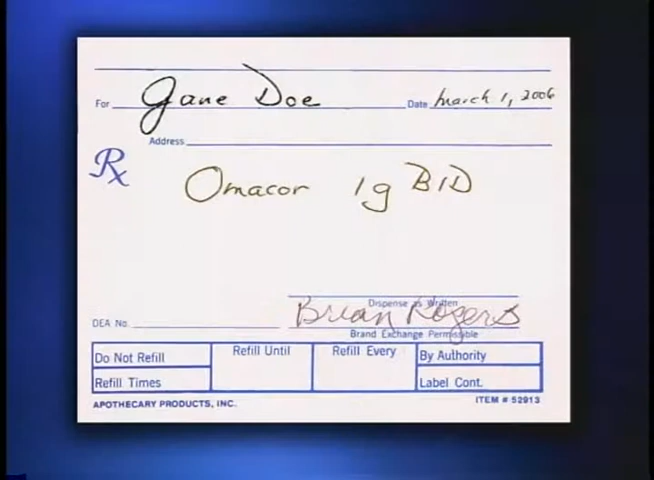 For Jane Doe Date March 1, 2006
Address
Rx
Omacor 1g BID
Dispense as Written
DEA No. Brian Rogers
Brand Exchange Permissible
Do Not Refill Refill Until Refill Every By Authority
Refill Times Label Cont.
APOTHECARY PRODUCTS, INC. ITEM # 52913